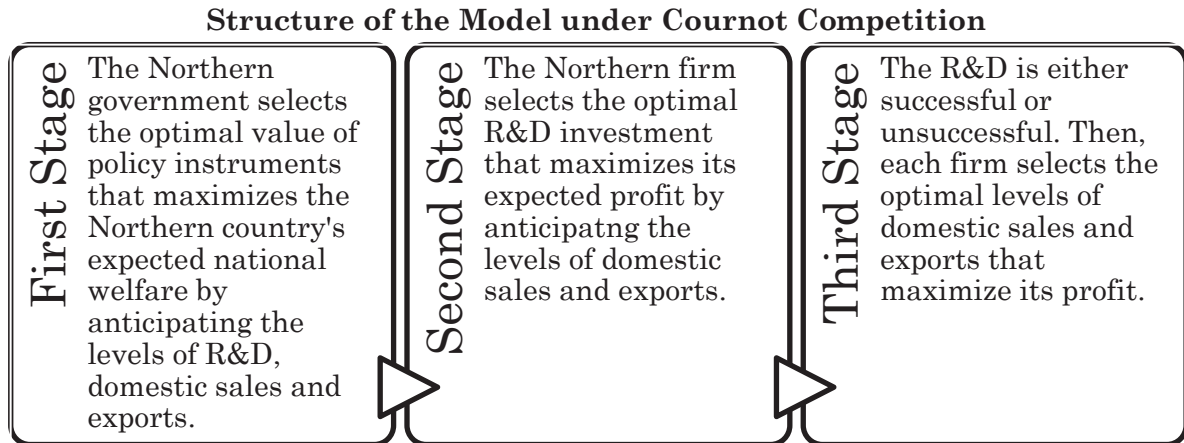 Structure of the Model under Cournot Competition
First Stage
The Northern
government selects
the optimal value of
policy instruments
that maximizes the
Northern country's
expected national
welfare by
anticipating the
levels of R&D,
domestic sales and
exports.
Second Stage
The Northern firm
selects the optimal
R&D investment
that maximizes its
expected profit by
anticipatng the
levels of domestic
sales and exports.
Third Stage
The R&D is either
successful or
unsuccessful. Then,
each firm selects the
optimal levels of
domestic sales and
exports that
maximize its profit.